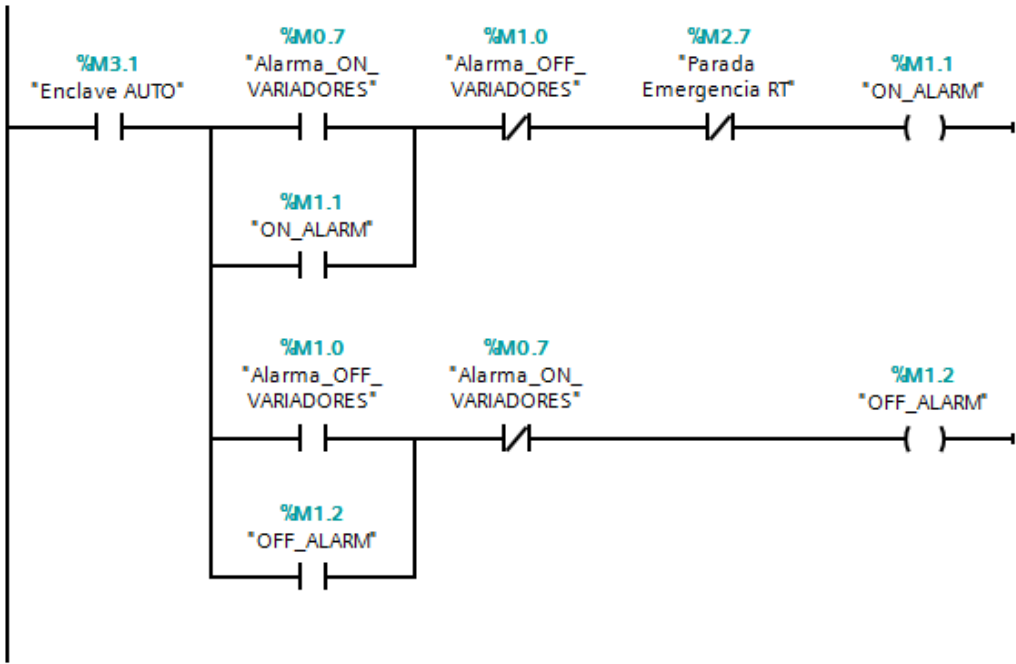 %M3.1
"Enclave AUTO"
%M0.7
"Alarma_ON_
VARIADORES"
%M1.0
"Alarma_OFF_
VARIADORES"
%M2.7
"Parada
Emergencia RT"
%M1.1
"ON_ALARM"
%M1.1
"ON_ALARM"
%M1.0
"Alarma_OFF_
VARIADORES"
%M0.7
"Alarma_ON_
VARIADORES"
%M1.2
"OFF_ALARM"
%M1.2
"OFF_ALARM"